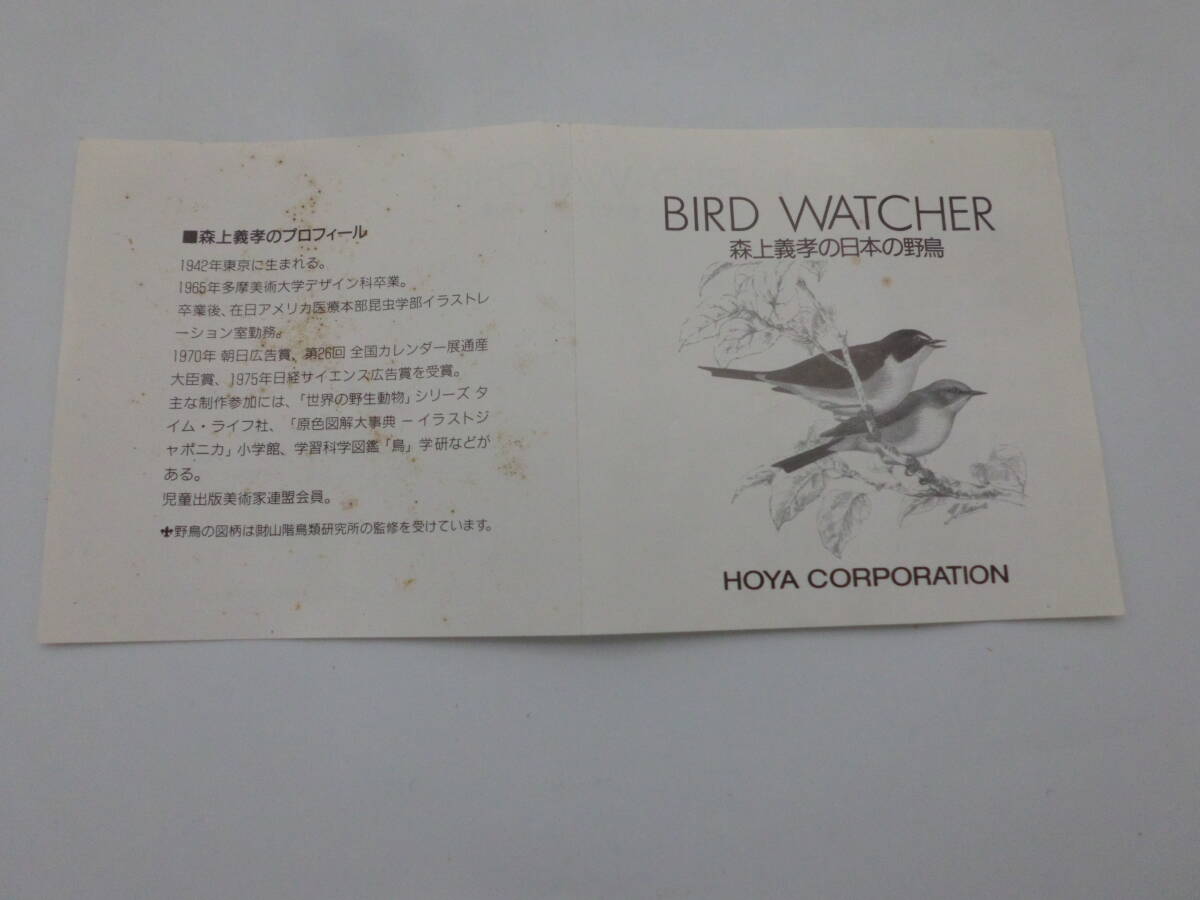 ■森上義孝のプロフィール
1942年東京に生まれる。
1965年多摩美術大学デザイン科卒業。
卒業後、在日アメリカ医療本部昆虫学部イラストレ
ーション室勤務。
1970年 朝日広告賞、第26回 全国カレンダー展通産
大臣賞、1975年日経サイエンス広告賞を受賞。
主な制作参加には、「世界の野生動物」シリーズ タ
イム・ライフ社、「原色図解大事典 – イラストジ
ャポニカ」小学館、学習科学図鑑「鳥」学研などが
ある。
児童出版美術家連盟会員。
✤野鳥の図柄は㈶山階鳥類研究所の監修を受けています。
BIRD WATCHER
森上義孝の日本の野鳥
HOYA CORPORATION